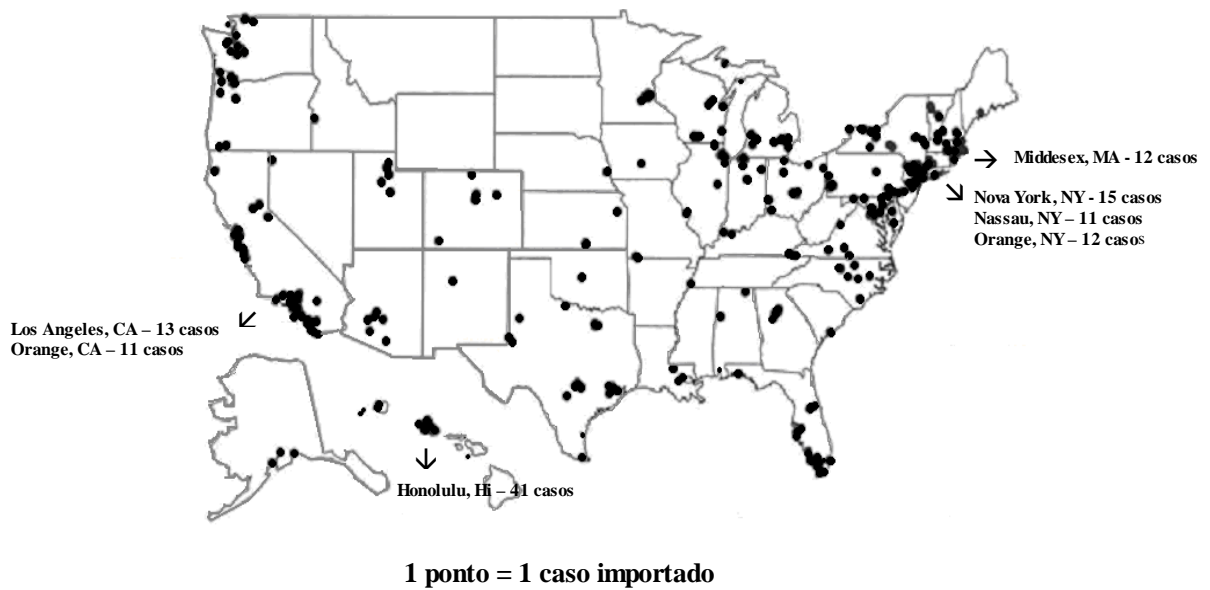 Middesex, MA - 12 casos
Nova York, NY - 15 casos
Nassau, NY – 11 casos
Orange, NY – 12 casos
Los Angeles, CA – 13 casos
Orange, CA – 11 casos
Honolulu, Hi – 41 casos
1 ponto = 1 caso importado